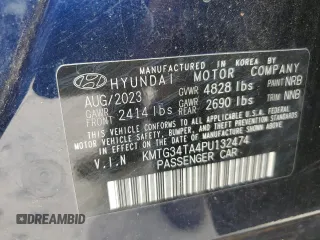 MANUFACTURED IN KOREA BY
HYUNDAI MOTOR COMPANY
AUG/2023 GVWR 4828 lbs PAINT NRB
GAWR FRONT 2414 lbs GAWR REAR 2690 lbs TRIM NNB
THIS VEHICLE CONFORMS TO ALL APPLICABLE U.S. FEDERAL MOTOR VEHICLE
SAFETY, BUMPER, AND THEFT PREVENTION STANDARDS IN EFFECT
ON THE DATE OF MANUFACTURE SHOWN ABOVE.
V.I.N KMTG34TA4PU132474
PASSENGER CAR
© DILAWRI
AUTOBIDMASTER